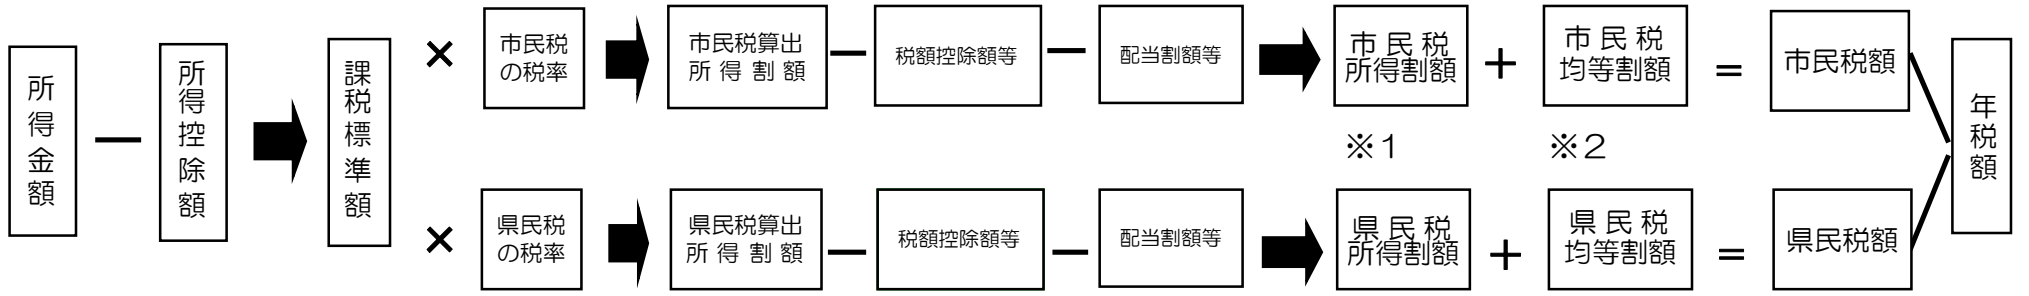 所得金額
－
所得控除額
課税標準額
×
市民税
の税率
市民税算出
所得割額
－
税額控除額等
－
配当割額等
市民税
所得割額
＋
市民税
均等割額
＝
市民税額
※1
※2
×
県民税
の税率
県民税算出
所得割額
－
税額控除額等
－
配当割額等
県民税
所得割額
＋
県民税
均等割額
＝
県民税額
年税額